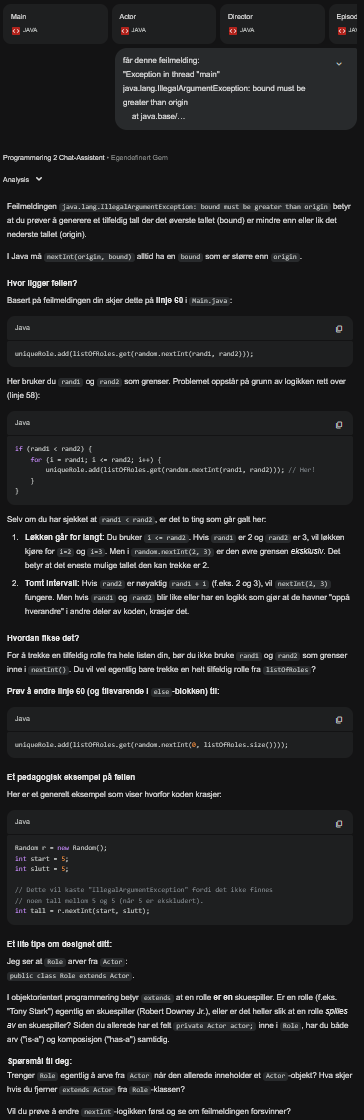 Main
JAVA
Actor
JAVA
Director
JAVA
Episod
JAV
får denne feilmelding:
"Exception in thread "main"
java.lang.IllegalArgumentException: bound must be
greater than origin
at java.base/...
Programmering 2 Chat-Assistent • Egendefinert Gem
Analysis
Feilmeldingen java.lang.IllegalArgumentException: bound must be greater than origin betyr
at du prøver å generere et tilfeldig tall der det øverste tallet (bound) er mindre enn eller lik det
nederste tallet (origin).
I Java må nextInt(origin, bound) alltid ha en bound som er større enn origin.
Hvor ligger feilen?
Basert på feilmeldingen din skjer dette på linje 60 i Main.java:
Java
uniqueRole.add(listOfRoles.get(random.nextInt(rand1, rand2)));
Her bruker du rand1 og rand2 som grenser. Problemet oppstår på grunn av logikken rett over
(linje 58):
Java
if (rand1 < rand2) {
for (i = rand1; i <= rand2; i++) {
uniqueRole.add(listOfRoles.get(random.nextInt(rand1, rand2))); // Her!
}
}
Selv om du har sjekket at rand1 < rand2, er det to ting som går galt her:
1. Løkken går for langt: Du bruker i <= rand2. Hvis rand1 er 2 og rand2 er 3, vil løkken
kjøre for i=2 og i=3. Men i random.nextInt(2, 3) er den øvre grensen eksklusiv. Det
betyr at det eneste mulige tallet den kan trekke er 2.
2. Tomt intervall: Hvis rand2 er nøyaktig rand1 + 1 (f.eks. 2 og 3), vil nextInt(2, 3)
fungere. Men hvis rand1 og rand2 blir like eller har en logikk som gjør at de havner "oppå
hverandre" i andre deler av koden, krasjer det.
Hvordan fikse det?
For å trekke en tilfeldig rolle fra hele listen din, bør du ikke bruke rand1 og rand2 som grenser
inne i nextInt(). Du vil vel egentlig bare trekke en helt tilfeldig rolle fra listOfRoles?
Prøv å endre linje 60 (og tilsvarende i else-blokken) til:
Java
uniqueRole.add(listOfRoles.get(random.nextInt(0, listOfRoles.size())));
Et pedagogisk eksempel på feilen
Her er et generelt eksempel som viser hvorfor koden krasjer:
Java
Random r = new Random();
int start = 5;
int slutt = 5;
// Dette vil kaste "IllegalArgumentException" fordi det ikke finnes
// noen tall mellom 5 og 5 (når 5 er ekskludert).
int tall = r.nextInt(start, slutt);
Et lite tips om designet ditt:
Jeg ser at Role arver fra Actor:
public class Role extends Actor.
I objektorientert programmering betyr extends at en rolle er en skuespiller. Er en rolle (f.eks.
"Tony Stark") egentlig en skuespiller (Robert Downey Jr.), eller er det heller slik at en rolle spilles
av en skuespiller? Siden du allerede har et felt private Actor actor; inne i Role, har du både
arv ("is-a") og komposisjon ("has-a") samtidig.
Spørsmål til deg:
Trenger Role egentlig å arve fra Actor når den allerede inneholder et Actor-objekt? Hva skjer
hvis du fjerner extends Actor fra Role-klassen?
Vil du prøve å endre nextInt-logikken først og se om feilmeldingen forsvinner?